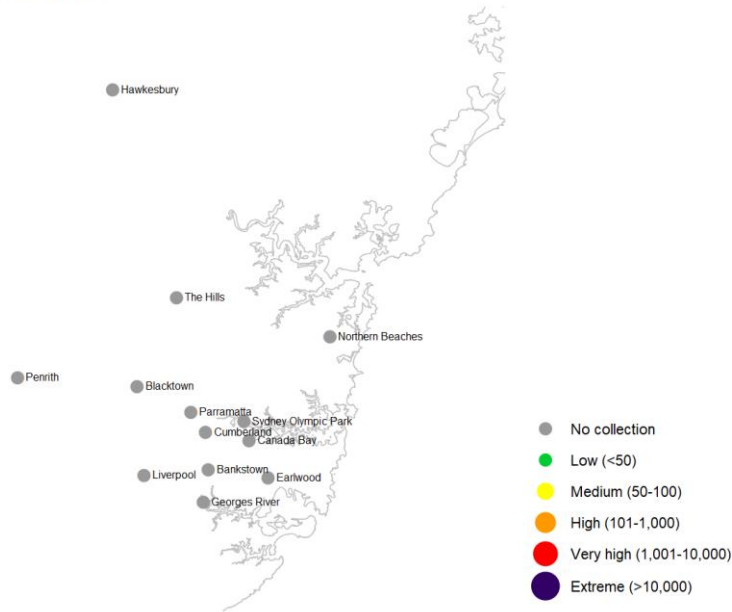 Hawkesbury
The Hills
Northern Beaches
Penrith
Blacktown
Parramatta
Sydney Olympic Park
Cumberland
Canada Bay
Liverpool
Bankstown
Earlwood
Georges River
No collection
Low (<50)
Medium (50-100)
High (101-1,000)
Very high (1,001-10,000)
Extreme (>10,000)